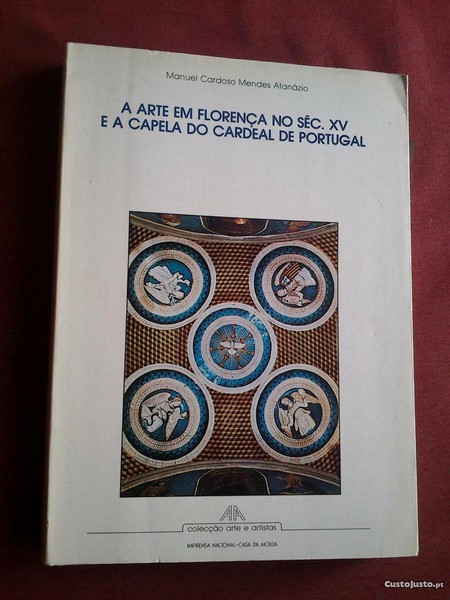 Manuel Cardoso Mendes Atanázio
A ARTE EM FLORENÇA NO SÉC. XV
E A CAPELA DO CARDEAL DE PORTUGAL
AA
colecção arte e artistas
IMPRENSA NACIONAL · CASA DA MOEDA
CustoJusto.pt